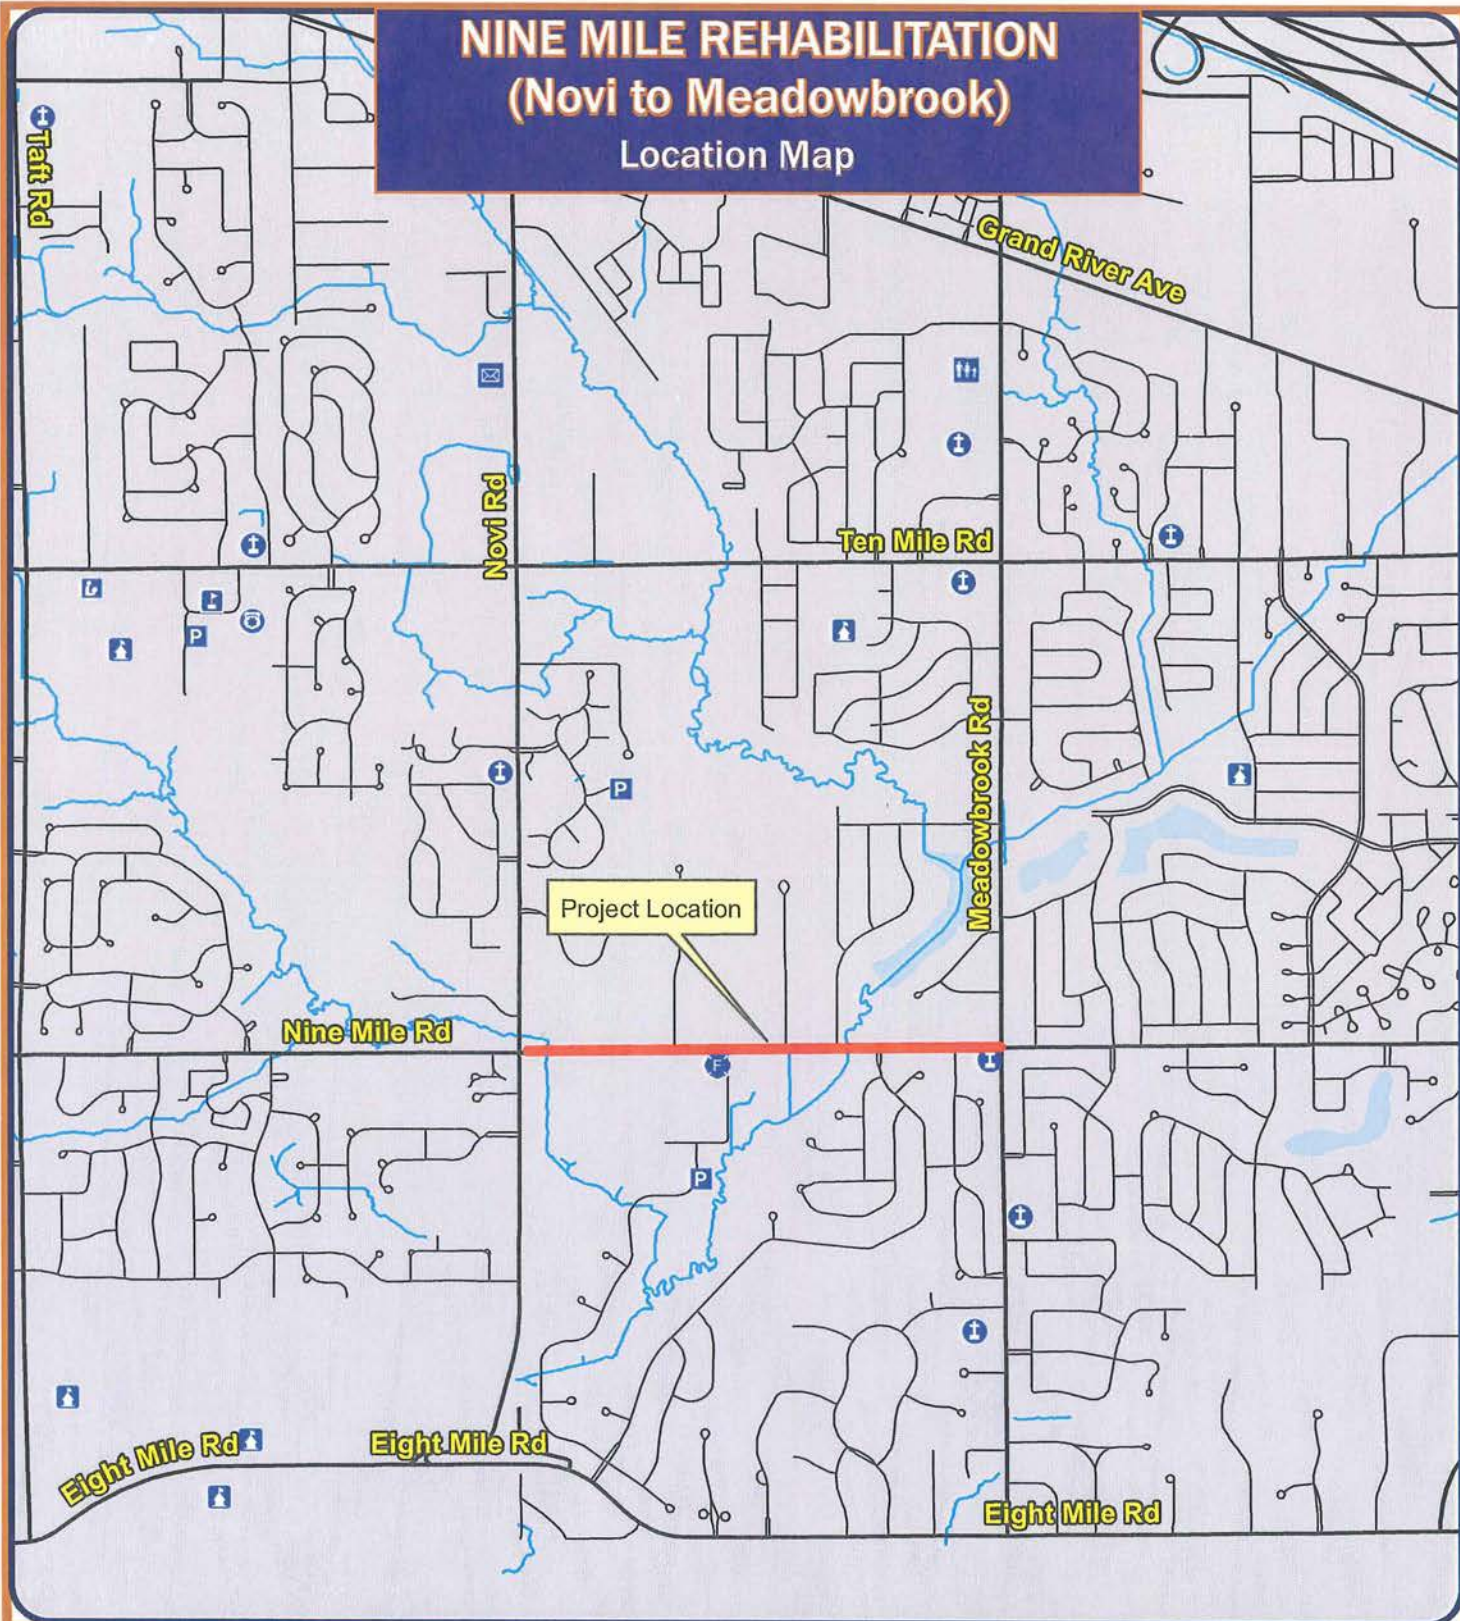 NINE MILE REHABILITATION
(Novi to Meadowbrook)
Location Map
Taft Rd
Grand River Ave
Novi Rd
Ten Mile Rd
P
Meadowbrook Rd
P
Project Location
Nine Mile Rd
F
P
Eight Mile Rd
Eight Mile Rd
Eight Mile Rd